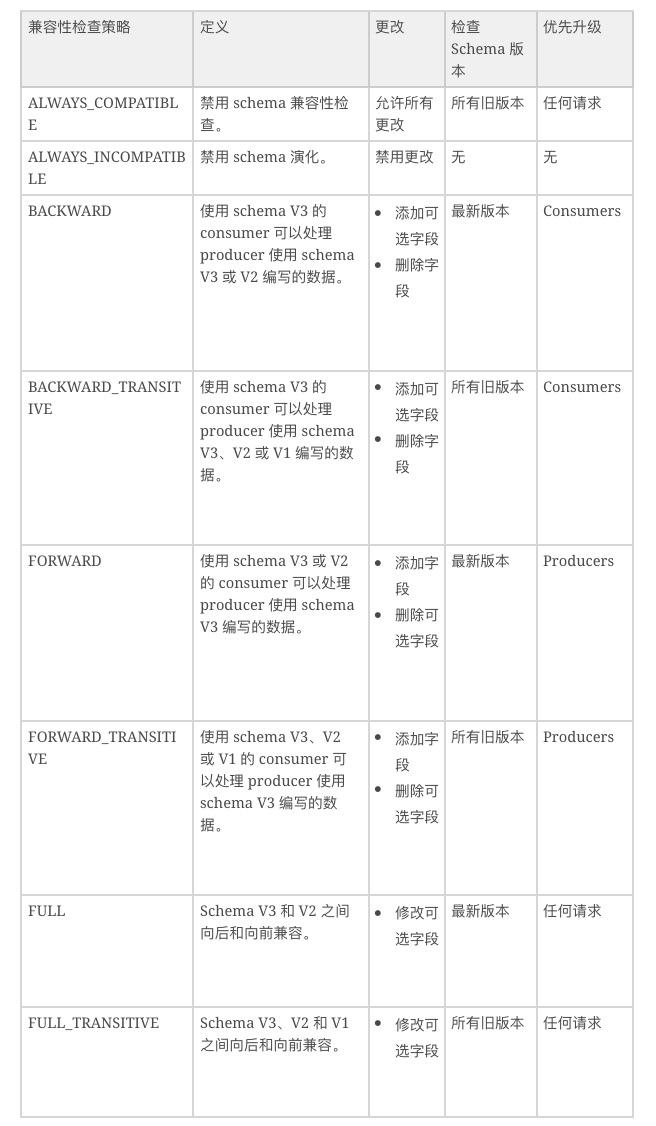 兼容性检查策略
定义
更改
检查
Schema 版
本
优先升级
ALWAYS_COMPATIBL
E
禁用 schema 兼容性检
查。
允许所有
更改
所有旧版本
任何请求
ALWAYS_INCOMPATIB
LE
禁用 schema 演化。
禁用更改
无
无
BACKWARD
使用 schema V3 的
consumer 可以处理
producer 使用 schema
V3 或 V2 编写的数据。
• 添加可
选字段
• 删除字
段
最新版本
Consumers
BACKWARD_TRANSIT
IVE
使用 schema V3 的
consumer 可以处理
producer 使用 schema
V3、V2 或 V1 编写的数
据。
• 添加可
选字段
• 删除字
段
所有旧版本
Consumers
FORWARD
使用 schema V3 或 V2
的 consumer 可以处理
producer 使用 schema
V3 编写的数据。
• 添加字
段
• 删除可
选字段
最新版本
Producers
FORWARD_TRANSITI
VE
使用 schema V3、V2
或 V1 的 consumer 可
以处理 producer 使用
schema V3 编写的数
据。
• 添加字
段
• 删除可
选字段
所有旧版本
Producers
FULL
Schema V3 和 V2 之间
向后和向前兼容。
• 修改可
选字段
最新版本
任何请求
FULL_TRANSITIVE
Schema V3、V2 和 V1
之间向后和向前兼容。
• 修改可
选字段
所有旧版本
任何请求